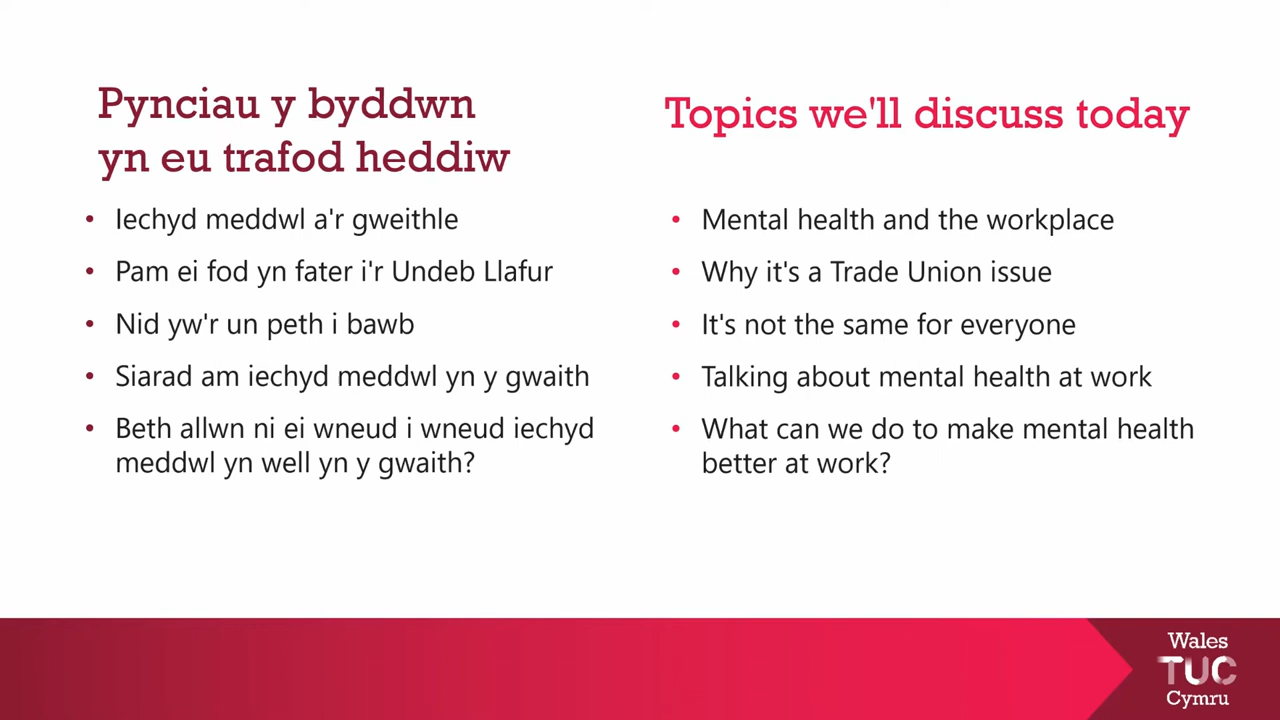 Pynciau y byddwn
yn eu trafod heddiw
• Iechyd meddwl a'r gweithle
• Pam ei fod yn fater i'r Undeb Llafur
• Nid yw'r un peth i bawb
• Siarad am iechyd meddwl yn y gwaith
• Beth allwn ni ei wneud i wneud iechyd
meddwl yn well yn y gwaith?
Topics we'll discuss today
• Mental health and the workplace
• Why it's a Trade Union issue
• It's not the same for everyone
• Talking about mental health at work
• What can we do to make mental health
better at work?
Wales
TUC
Cymru